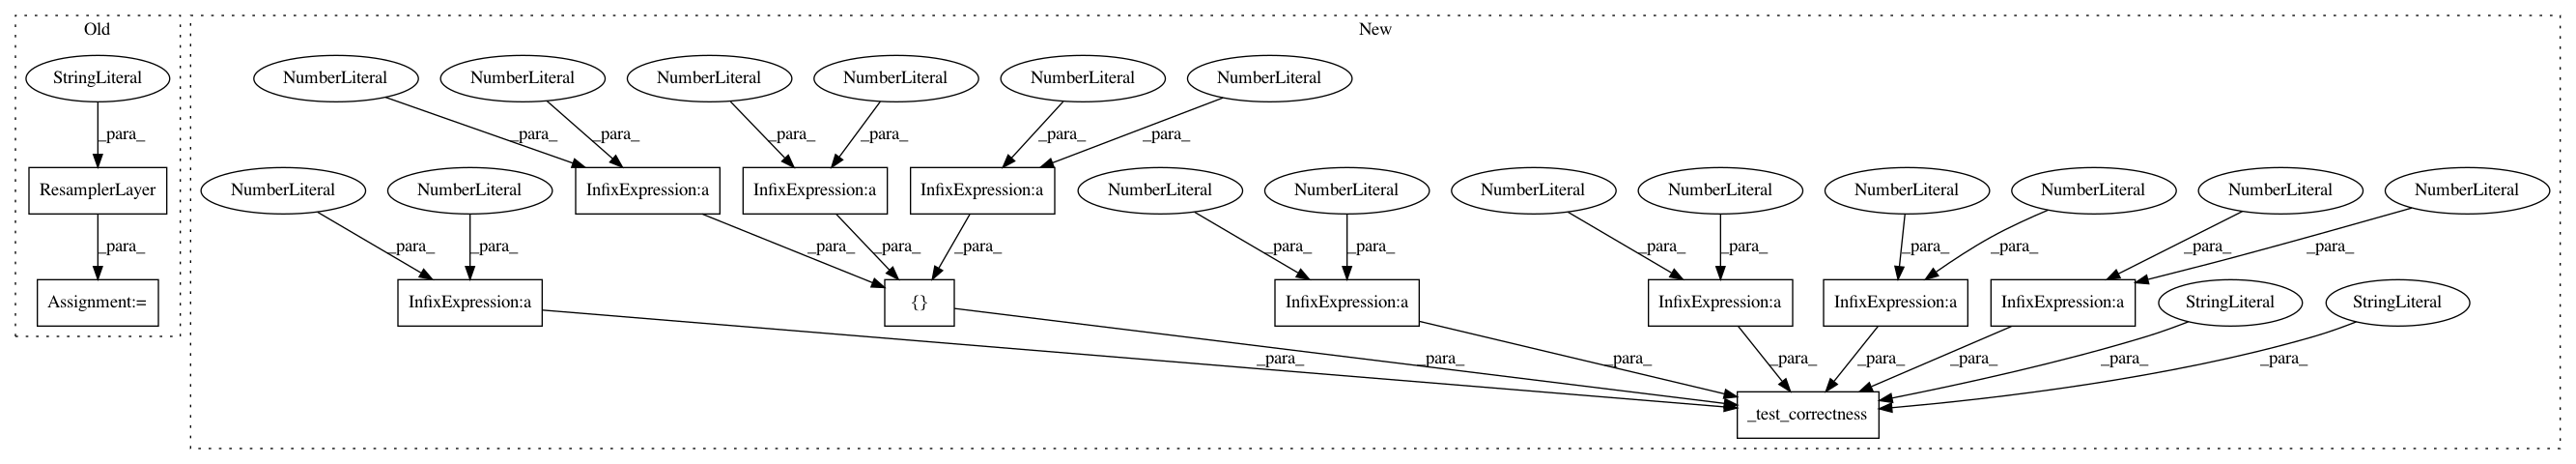 Old
New
StringLiteral
NumberLiteral
NumberLiteral
NumberLiteral
NumberLiteral
NumberLiteral
NumberLiteral
_para_
_para_
_para_
_para_
_para_
_para_
_para_
ResamplerLayer
NumberLiteral
NumberLiteral
InfixExpression:a
InfixExpression:a
InfixExpression:a
NumberLiteral
NumberLiteral
NumberLiteral
NumberLiteral
NumberLiteral
NumberLiteral
NumberLiteral
NumberLiteral
_para_
_para_
_para_
_para_
_para_
_para_
_para_
_para_
_para_
_para_
_para_
_para_
_para_
_para_
Assignment:=
InfixExpression:a
{}
InfixExpression:a
InfixExpression:a
InfixExpression:a
InfixExpression:a
StringLiteral
StringLiteral
_para_
_para_
_para_
_para_
_para_
_para_
_para_
_para_
_test_correctness